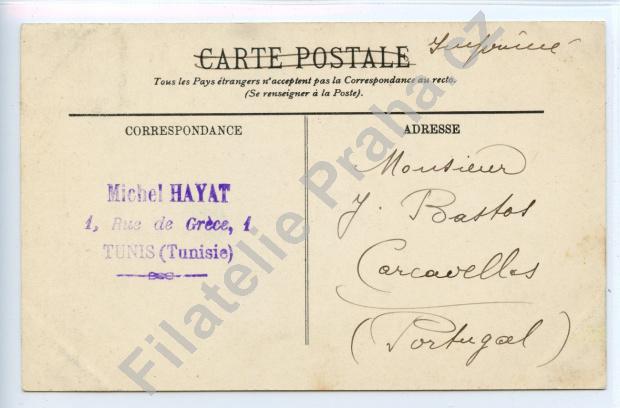 CARTE POSTALE Imprimé
Tous les Pays étrangers n'acceptent pas la Correspondance au recto.
(Se renseigner à la Poste).
CORRESPONDANCE
Michel HAYAT
1, Rue de Grèce, 1
TUNIS (Tunisie)
ADRESSE
Monsieur
J. Bastos
Carcavellos
(Portugal)
Filatelie Praha cz